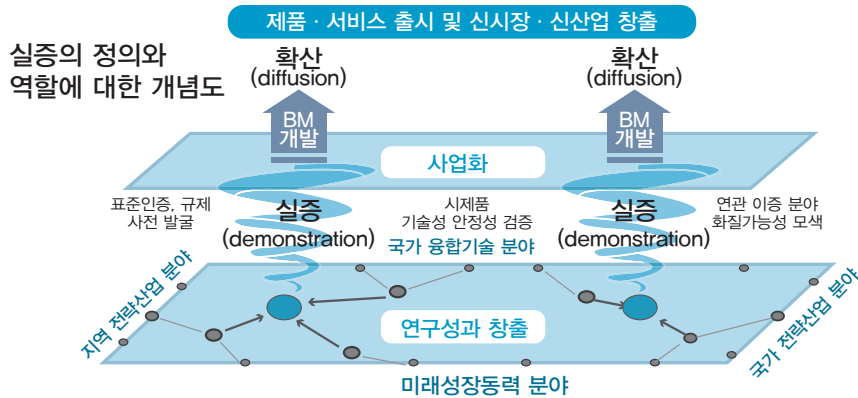 제품 · 서비스 출시 및 신시장 · 신산업 창출
실증의 정의와
역할에 대한 개념도
확산
(diffusion)
확산
(diffusion)
BM
개발
BM
개발
사업화
표준인증, 규제
사전 발굴
실증
(demonstration)
시제품
기술성 안정성 검증
국가 융합기술 분야
실증
(demonstration)
연관 이증 분야
화질가능성 모색
지역 전략산업 분야
연구성과 창출
국가 전략산업 분야
미래성장동력 분야